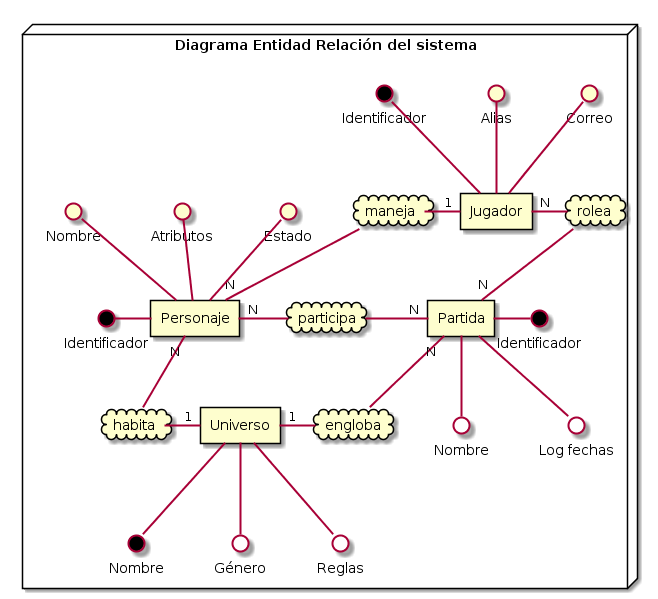 Diagrama Entidad Relación del sistema
Identificador
Alias
Correo
maneja
1
Jugador
N
rolea
Nombre
Atributos
Estado
N
N
Identificador
Personaje
N
participa
N
Partida
Identificador
N
N
habita
1
Universo
1
engloba
Nombre
Log fechas
Nombre
Género
Reglas